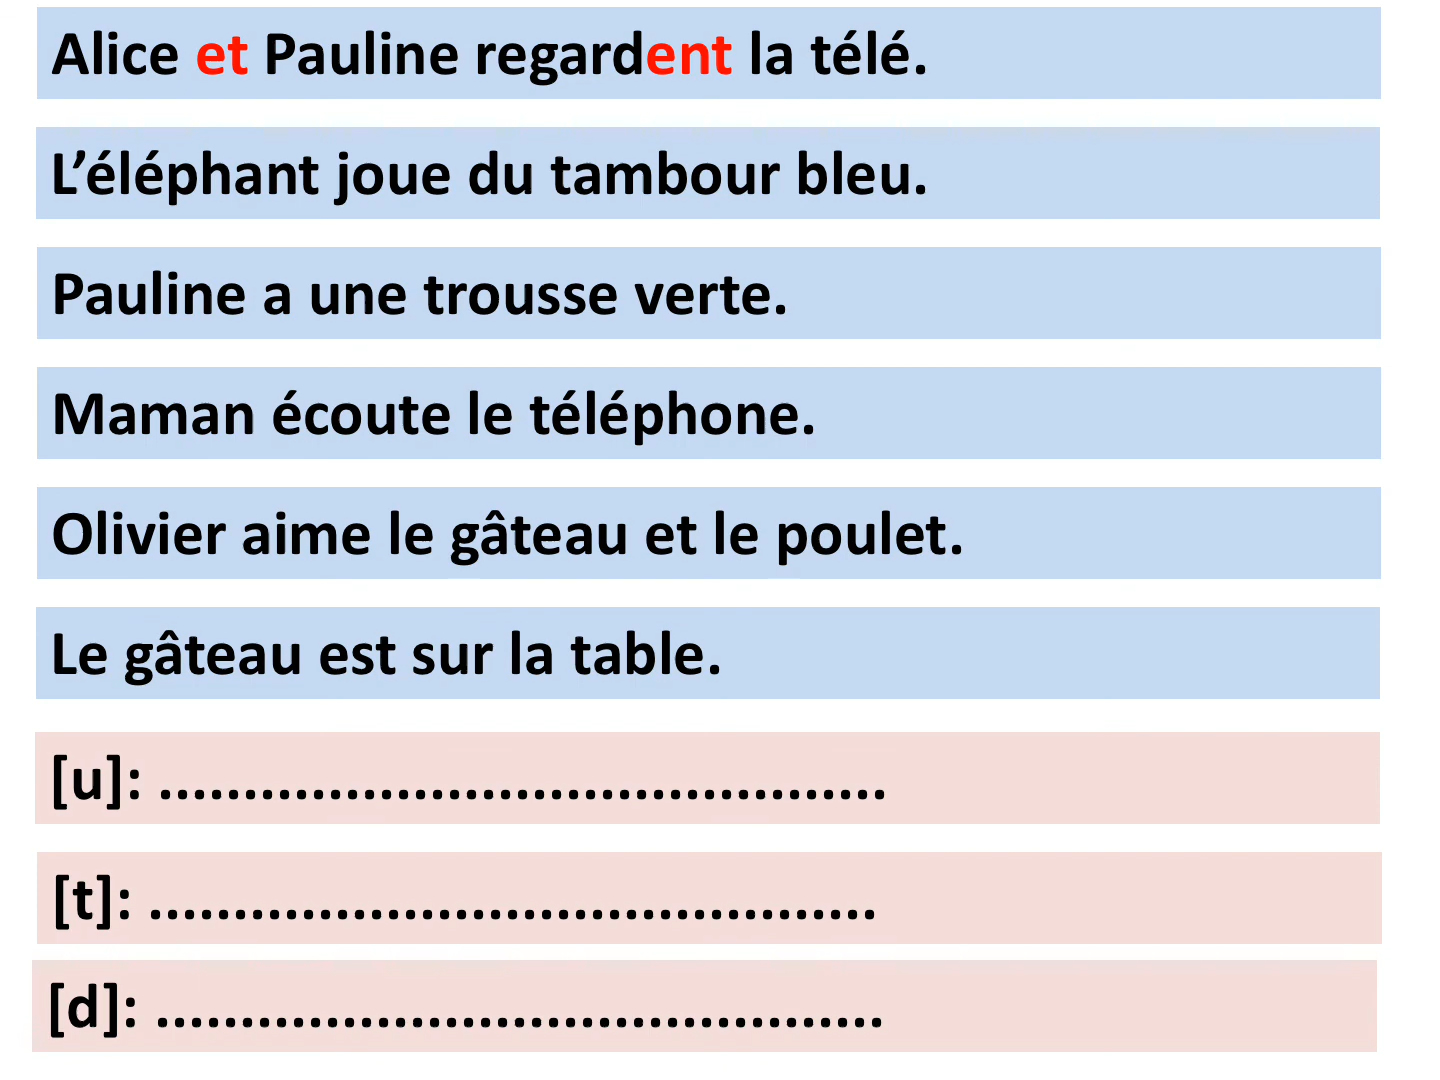 Alice et Pauline regardent la télé.
L’éléphant joue du tambour bleu.
Pauline a une trousse verte.
Maman écoute le téléphone.
Olivier aime le gâteau et le poulet.
Le gâteau est sur la table.
[u]: ...........................................
[t]: ...........................................
[d]: ...........................................